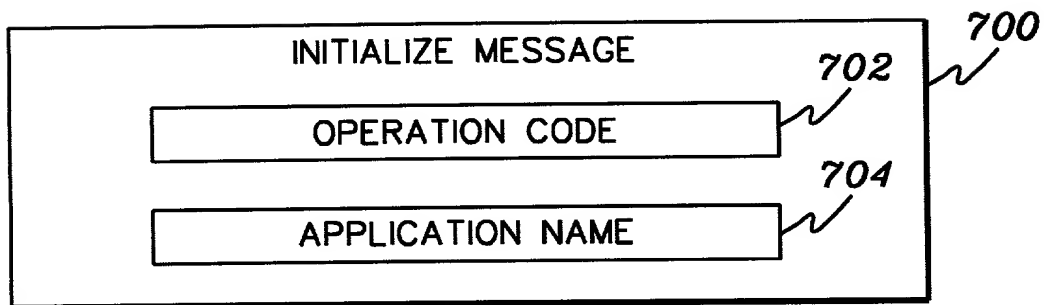 700
INITIALIZE MESSAGE
702
OPERATION CODE
704
APPLICATION NAME